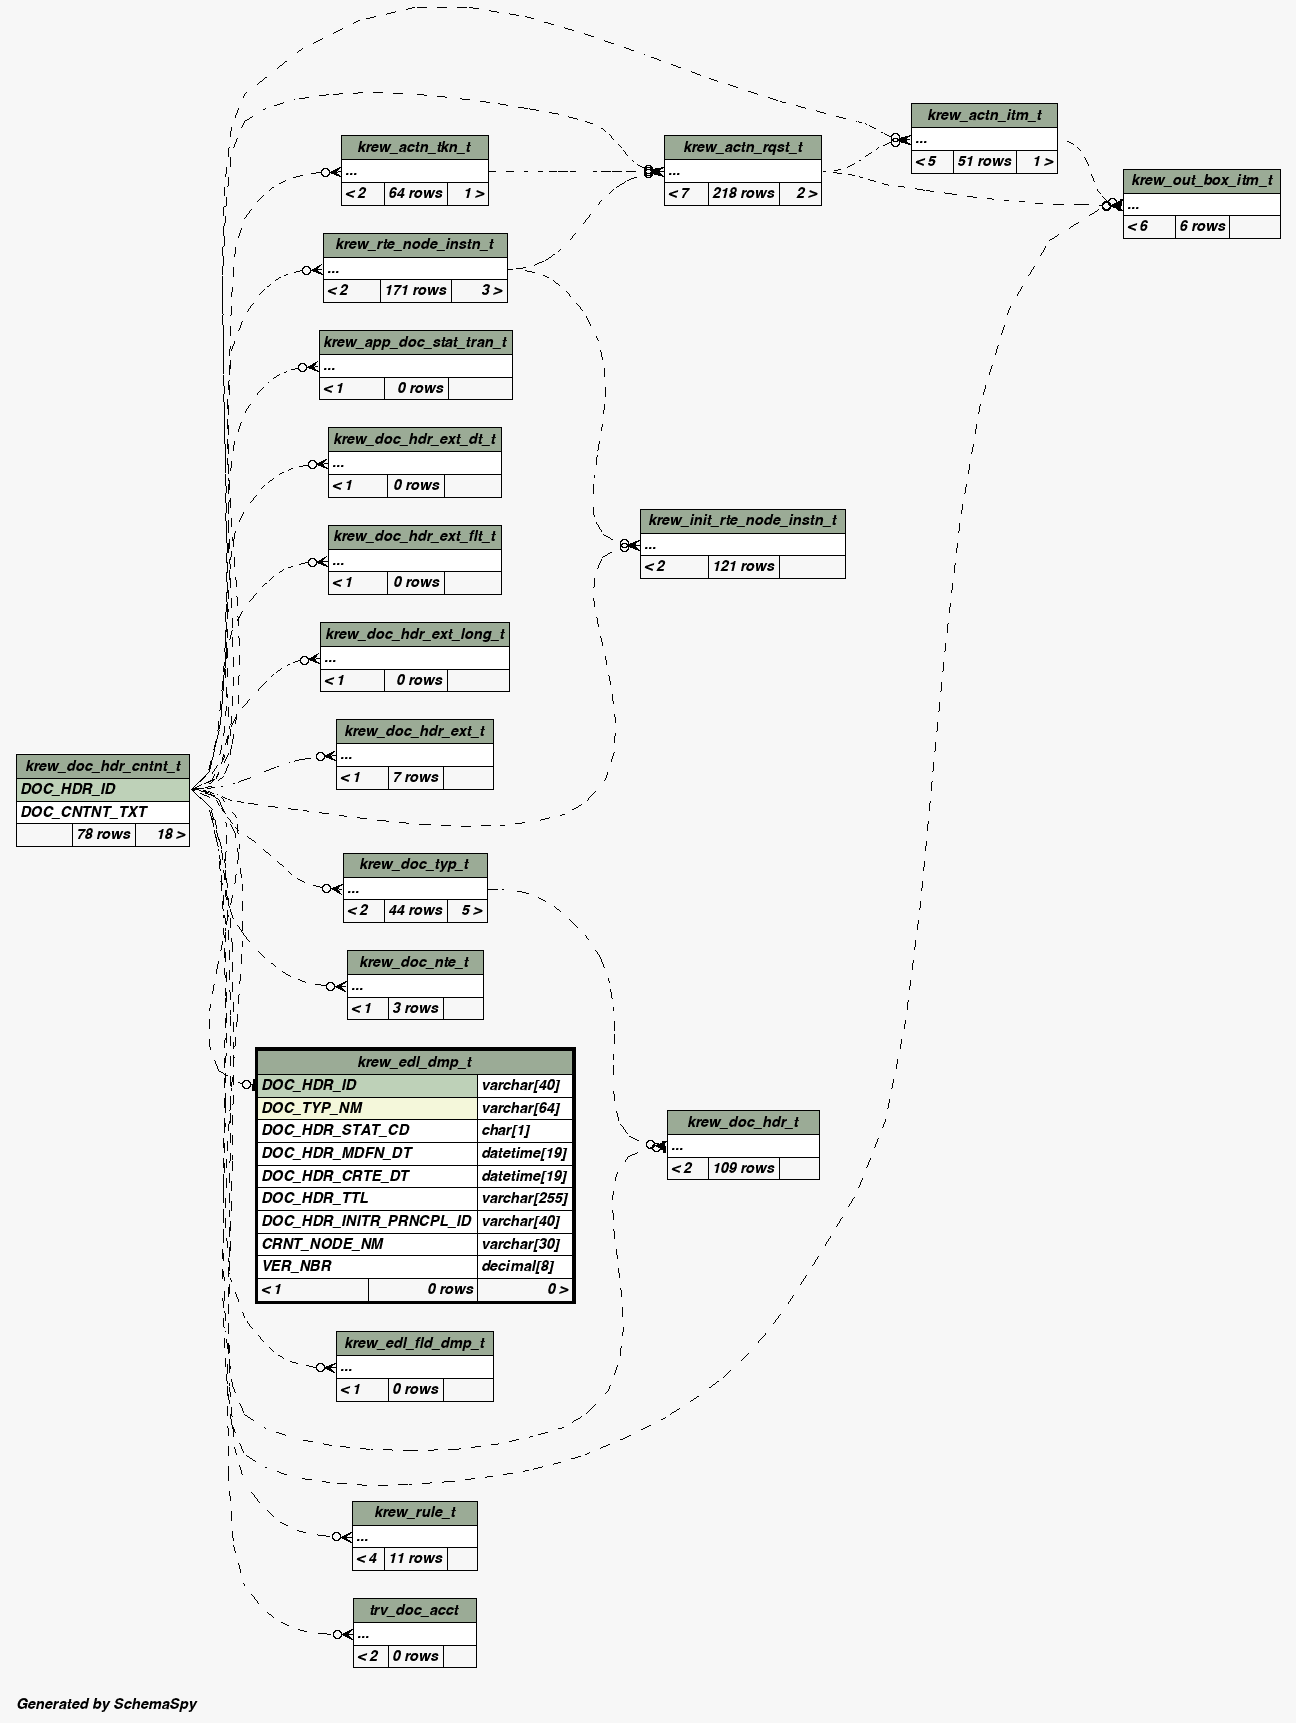 krew_actn_itm_t
...
< 5 51 rows 1 >
krew_actn_tkn_t
...
< 2 64 rows 1 >
krew_actn_rqst_t
...
< 7 218 rows 2 >
krew_out_box_itm_t
...
< 6 6 rows
krew_rte_node_instn_t
...
< 2 171 rows 3 >
krew_app_doc_stat_tran_t
...
< 1 0 rows
krew_doc_hdr_ext_dt_t
...
< 1 0 rows
krew_init_rte_node_instn_t
...
< 2 121 rows
krew_doc_hdr_ext_flt_t
...
< 1 0 rows
krew_doc_hdr_ext_long_t
...
< 1 0 rows
krew_doc_hdr_ext_t
...
< 1 7 rows
krew_doc_hdr_cntnt_t
DOC_HDR_ID
DOC_CNTNT_TXT
78 rows 18 >
krew_doc_typ_t
...
< 2 44 rows 5 >
krew_doc_nte_t
...
< 1 3 rows
krew_edl_dmp_t
DOC_HDR_ID varchar[40]
DOC_TYP_NM varchar[64]
DOC_HDR_STAT_CD char[1]
DOC_HDR_MDFN_DT datetime[19]
DOC_HDR_CRTE_DT datetime[19]
DOC_HDR_TTL varchar[255]
DOC_HDR_INITR_PRNCPL_ID varchar[40]
CRNT_NODE_NM varchar[30]
VER_NBR decimal[8]
< 1 0 rows 0 >
krew_doc_hdr_t
...
< 2 109 rows
krew_edl_fld_dmp_t
...
< 1 0 rows
krew_rule_t
...
< 4 11 rows
trv_doc_acct
...
< 2 0 rows
Generated by SchemaSpy